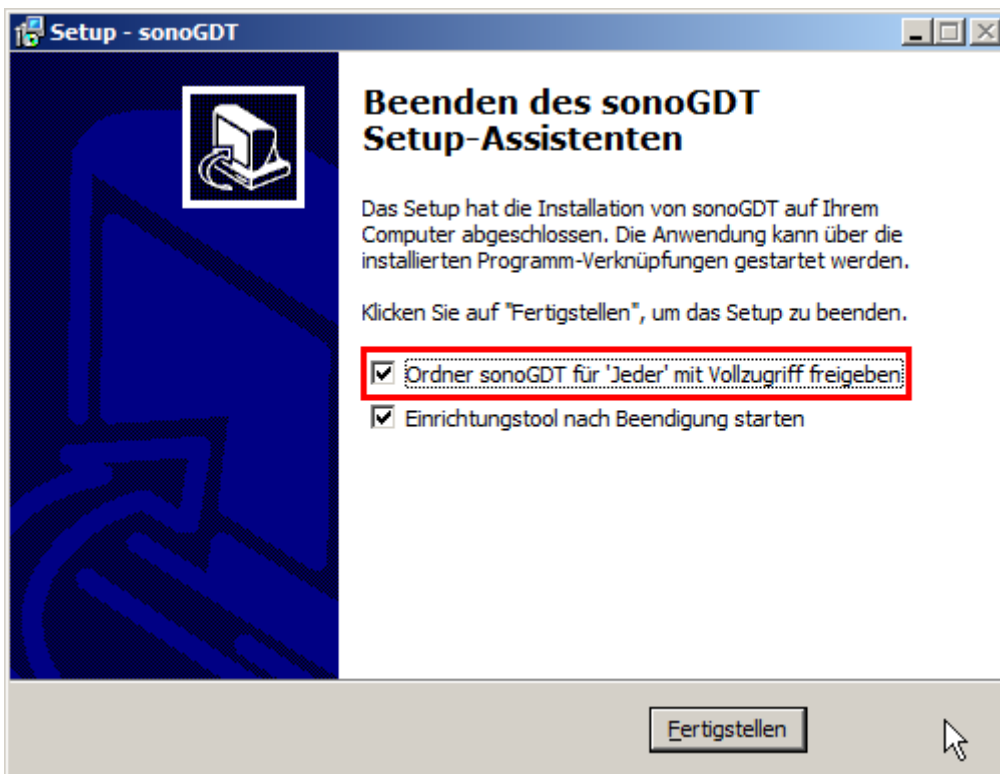 Setup - sonoGDT
Beenden des sonoGDT
Setup-Assistenten
Das Setup hat die Installation von sonoGDT auf Ihrem
Computer abgeschlossen. Die Anwendung kann über die
installierten Programm-Verknüpfungen gestartet werden.
Klicken Sie auf "Fertigstellen", um das Setup zu beenden.
Ordner sonoGDT für 'Jeder' mit Vollzugriff freigeben
Einrichtungstool nach Beendigung starten
Fertigstellen